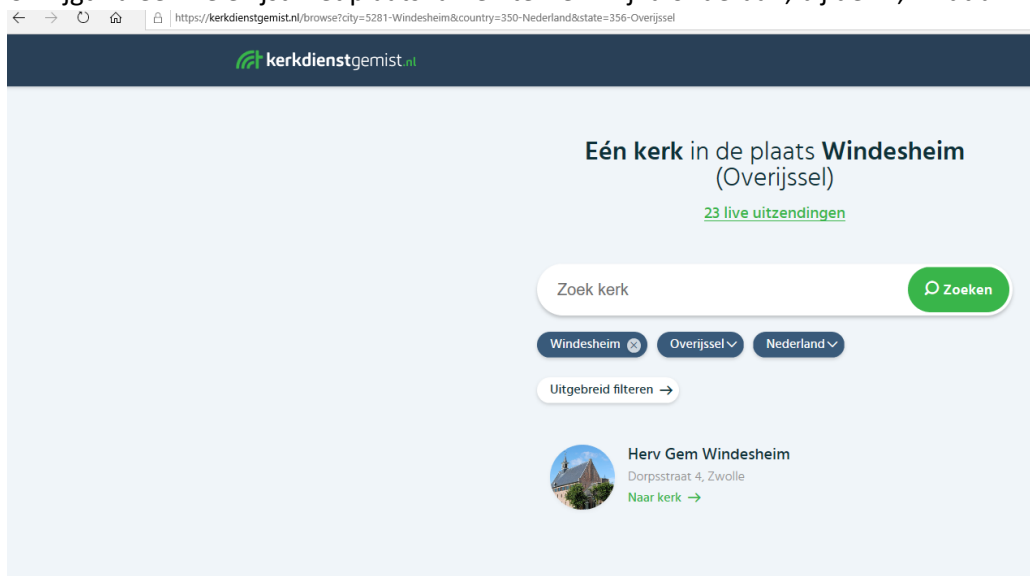 https://kerkdienstgemist.nl/browse?city=5281-Windesheim&country=350-Nederland&state=356-Overijssel
kerkdienstgemist.nl
Eén kerk in de plaats Windesheim
(Overijssel)
23 live uitzendingen
Zoek kerk
Zoeken
Windesheim Overijssel Nederland
Uitgebreid filteren →
Herv Gem Windesheim
Dorpsstraat 4, Zwolle
Naar kerk →